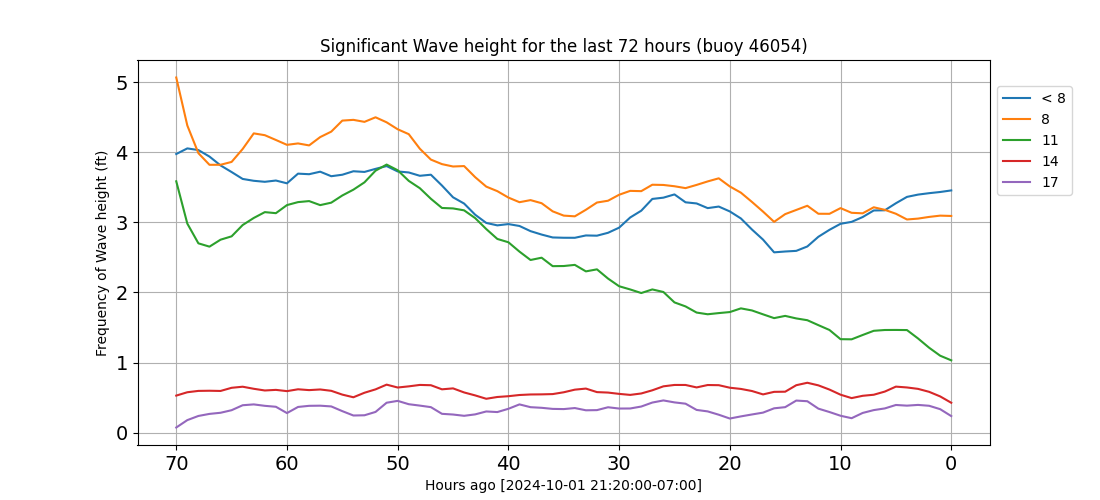 Significant Wave height for the last 72 hours (buoy 46054)
5
4
3
2
1
0
Frequency of Wave height (ft)
70 60 50 40 30 20 10 0
Hours ago [2024-10-01 21:20:00-07:00]
< 8
8
11
14
17